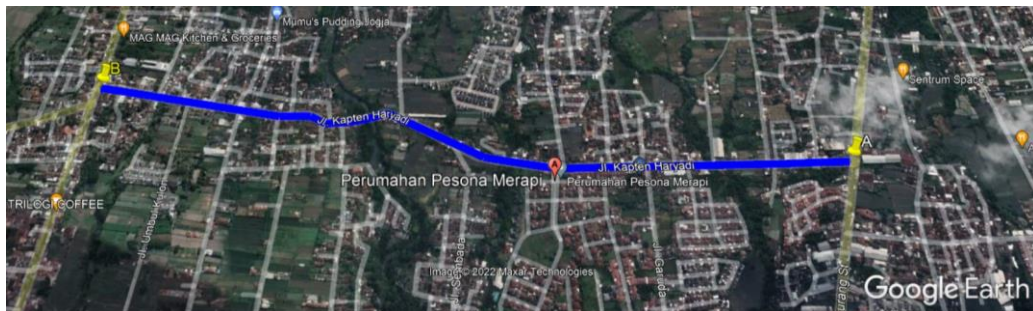 Mumu's Pudding Jogja
MAG MAG Kitchen & Groceries
B
Sentrum Space
Jl. Kapten Haryadi
A
A
Jl. Kapten Haryadi
Perumahan Pesona Merapi
Perumahan Pesona Merapi
TRILOGI COFFEE
Jl. Garuda
Image © 2022 Maxar Technologies
Google Earth